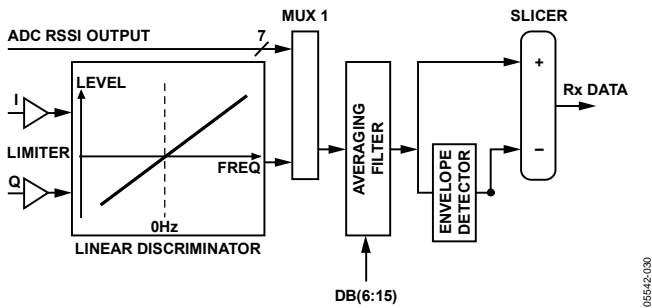 MUX 1
SLICER
ADC RSSI OUTPUT
7
LEVEL
I
LIMITER
Q
FREQ
0Hz
LINEAR DISCRIMINATOR
AVERAGING
FILTER
DB(6:15)
ENVELOPE
DETECTOR
+
–
Rx DATA
05542-030